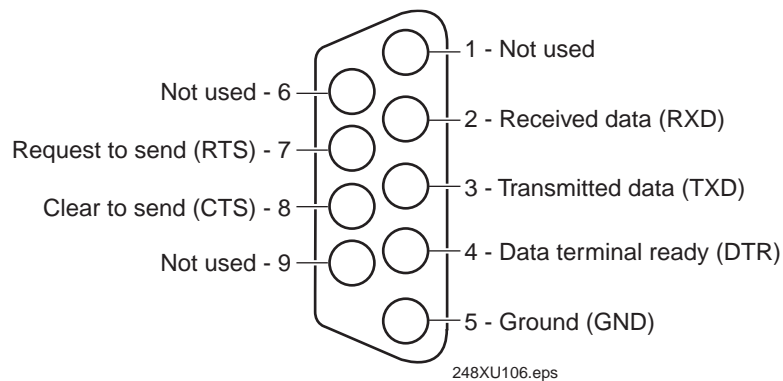 1 - Not used
Not used - 6
2 - Received data (RXD)
Request to send (RTS) - 7
3 - Transmitted data (TXD)
Clear to send (CTS) - 8
4 - Data terminal ready (DTR)
Not used - 9
5 - Ground (GND)
248XU106.eps